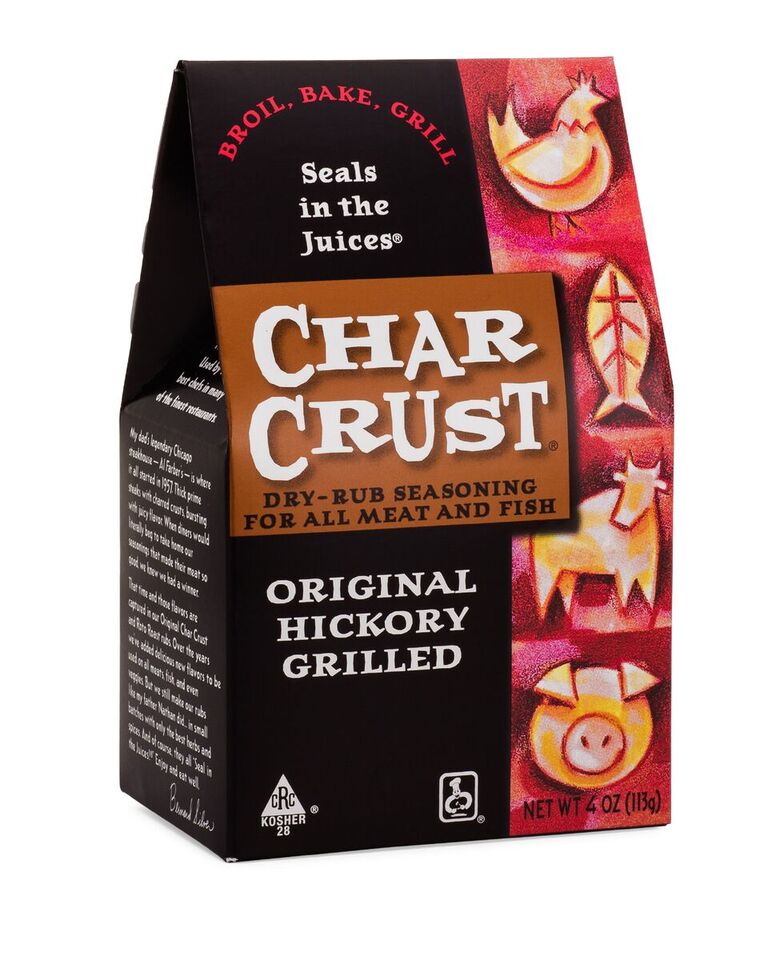 BROIL, BAKE, GRILL
Seals
in the
Juices®
CHAR
CRUST®
DRY-RUB SEASONING
FOR ALL MEAT AND FISH
ORIGINAL
HICKORY
GRILLED
CRC ®
KOSHER
28
®
NET WT 4 OZ (113g)
Used by
best chefs in many
of the finest restaurants
My dad's legendary Chicago
steakhouse – Al Farber's – is where
it all started in 1957. Thick prime
steaks with charred crusts, bursting
with juicy flavor. When diners would
literally beg to take home our
seasonings that made their meat so
good, we knew we had a winner.
That time and those flavors are
captured in our Original Char Crust
and Roto Roast rubs. Over the years
we've added delicious new flavors to be
used on all meats, fish, and even
veggies. But we still make our rubs
like my father Nathan did... in small
batches with only the best herbs and
spices. And of course, they all "Seal in
the Juices!®" Enjoy and eat well.